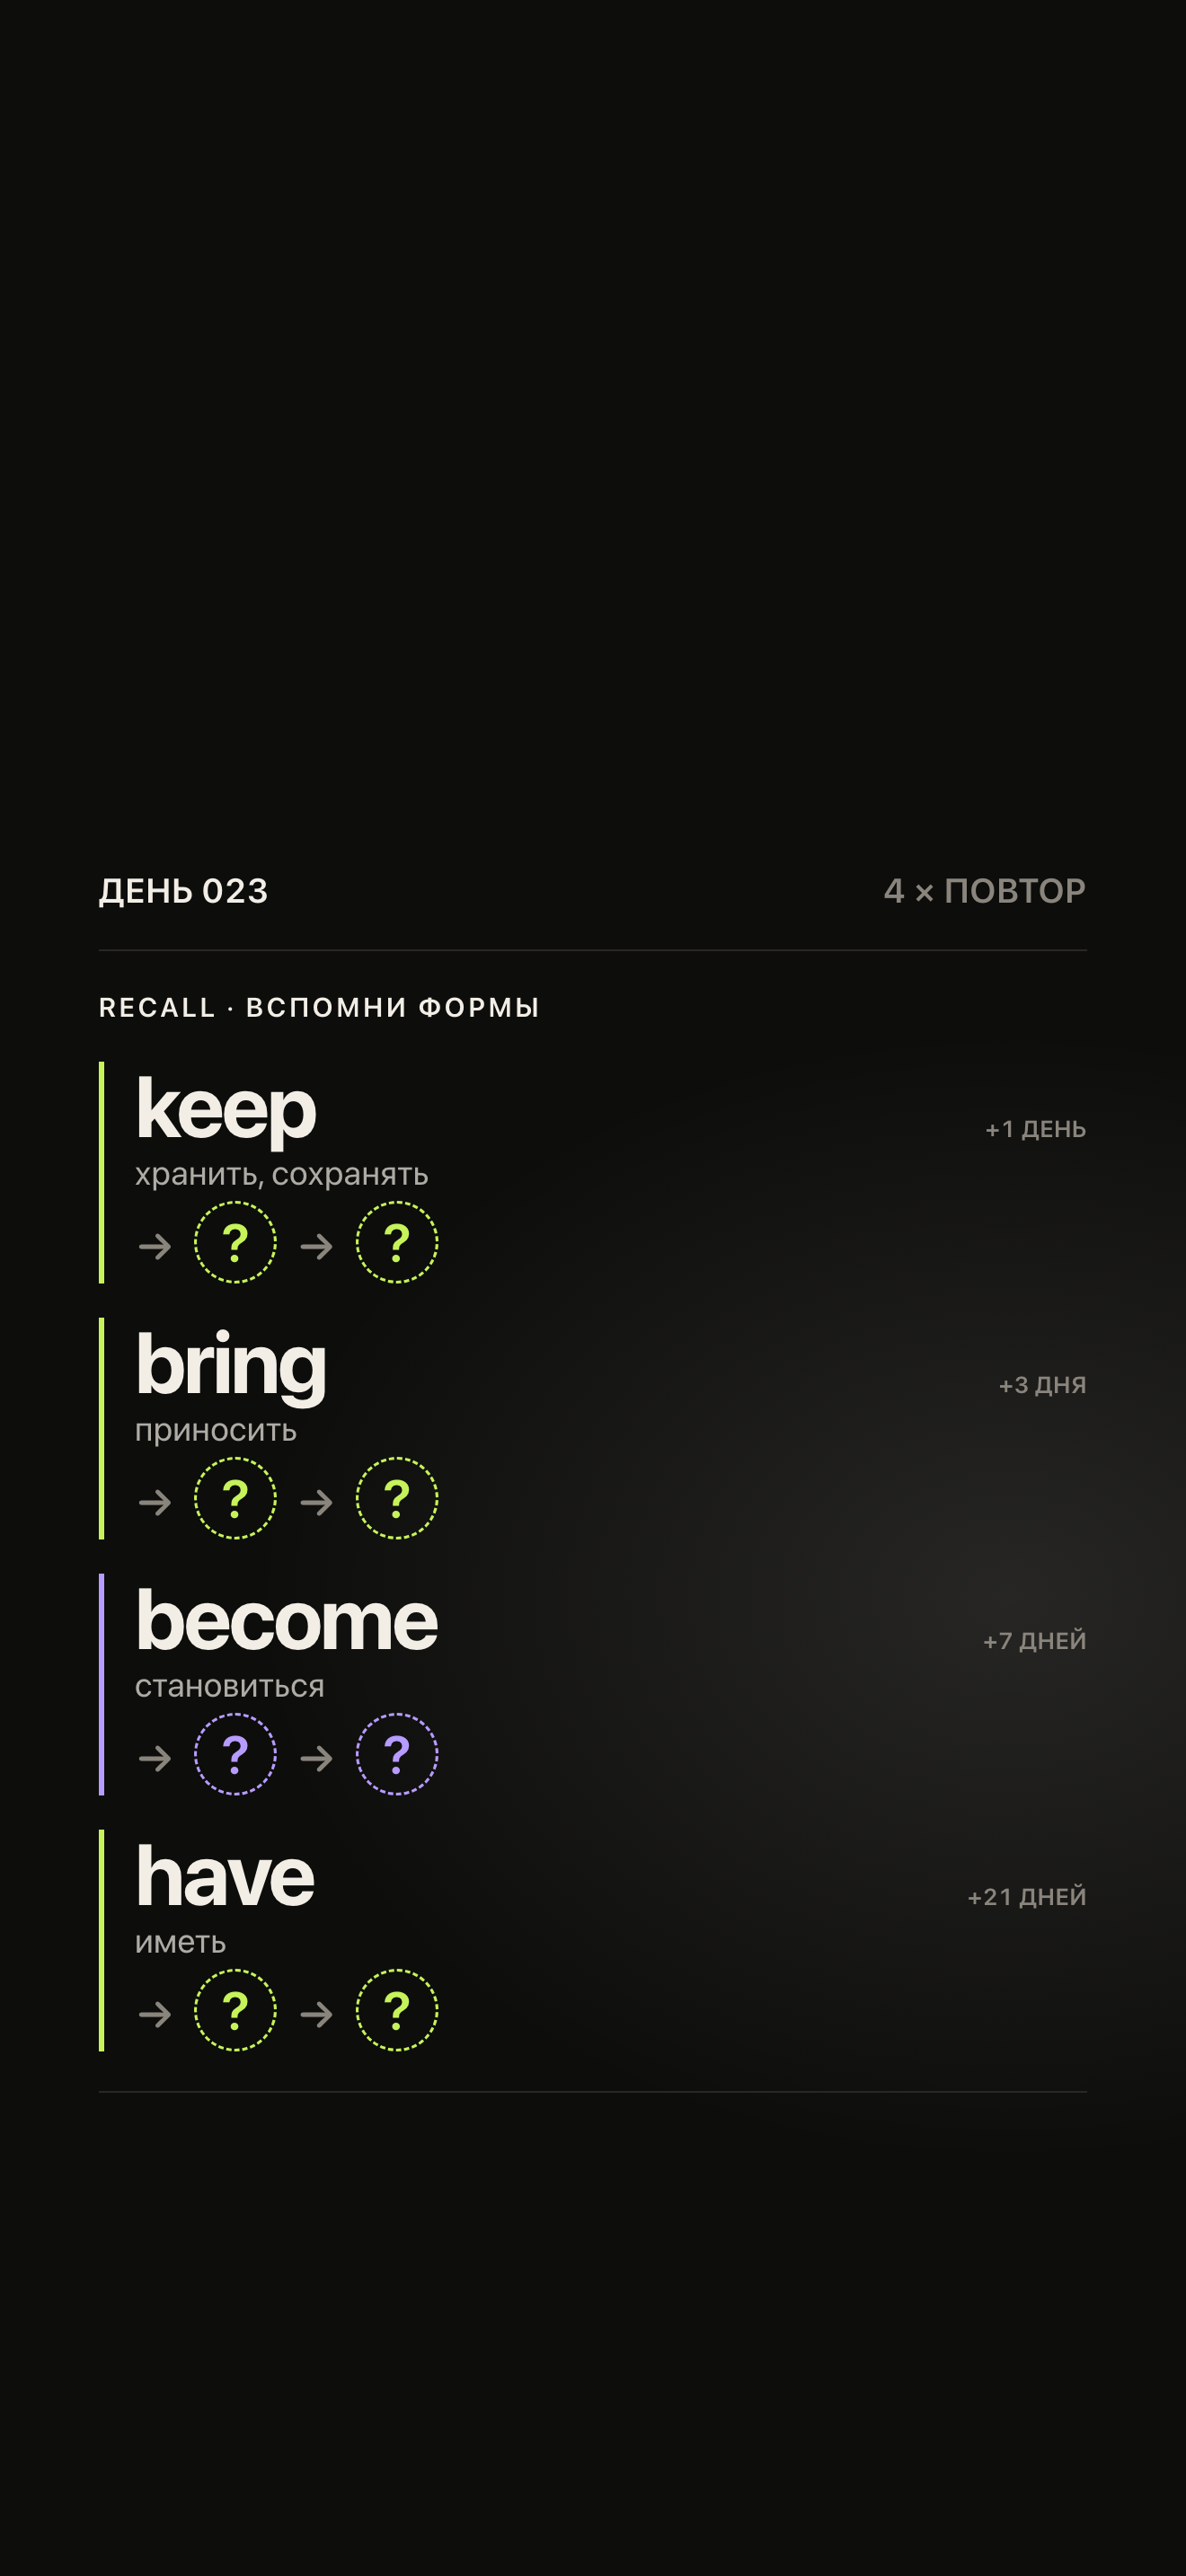 ДЕНЬ 023
4 × ПОВТОР
RECALL · ВСПОМНИ ФОРМЫ
keep
+1 ДЕНЬ
хранить, сохранять
→ ? → ?
bring
+3 ДНЯ
приносить
→ ? → ?
become
+7 ДНЕЙ
становиться
→ ? → ?
have
+21 ДНЕЙ
иметь
→ ? → ?